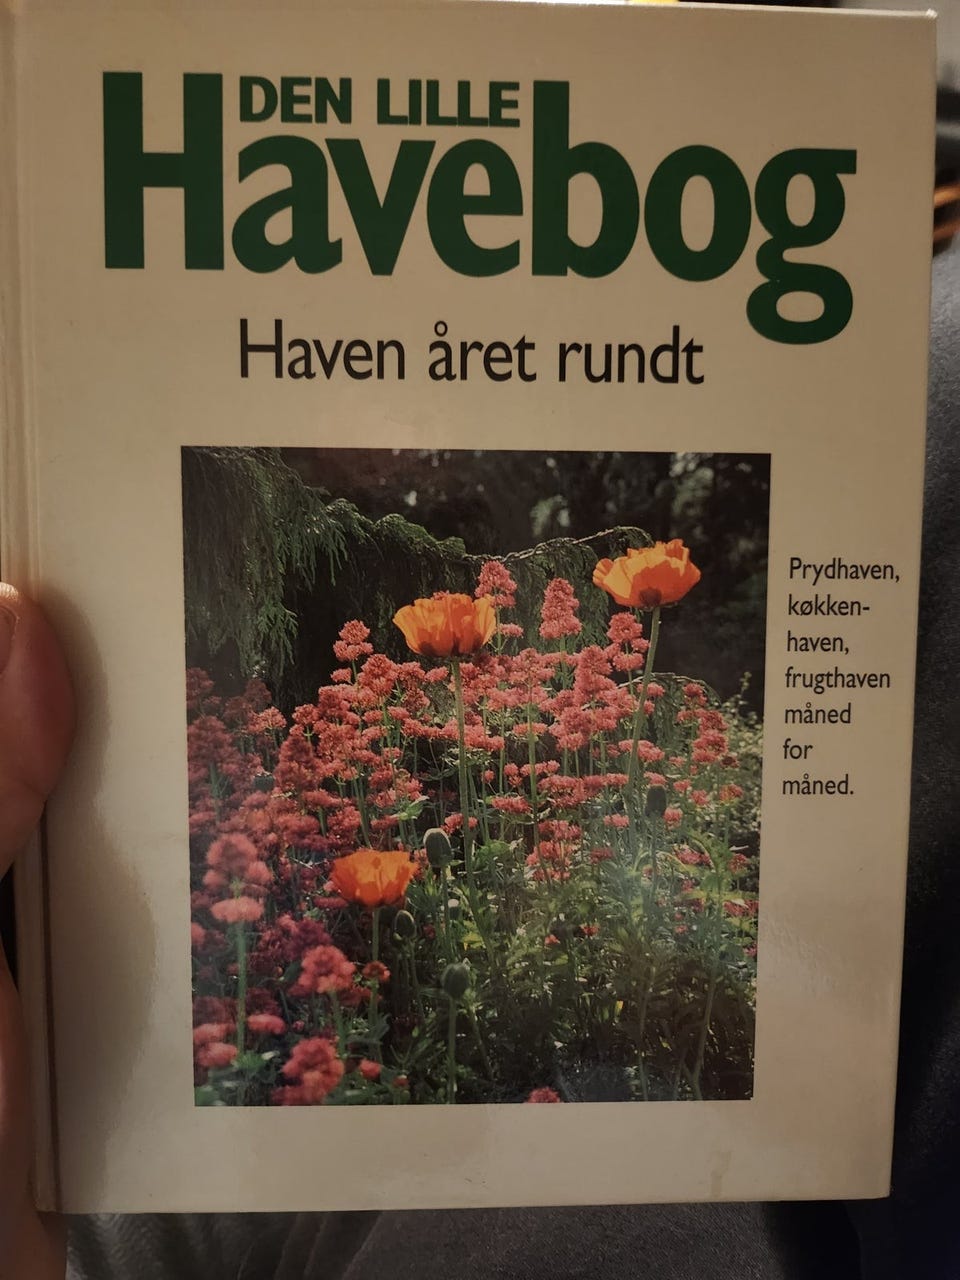 DEN LILLE
Havebog
Haven året rundt
Prydhaven,
køkken-
haven,
frugthaven
måned
for
måned.